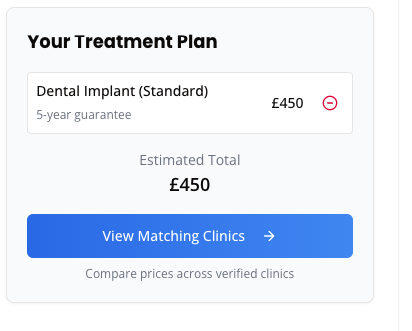 Your Treatment Plan
Dental Implant (Standard)
£450
5-year guarantee
Estimated Total
£450
View Matching Clinics →
Compare prices across verified clinics